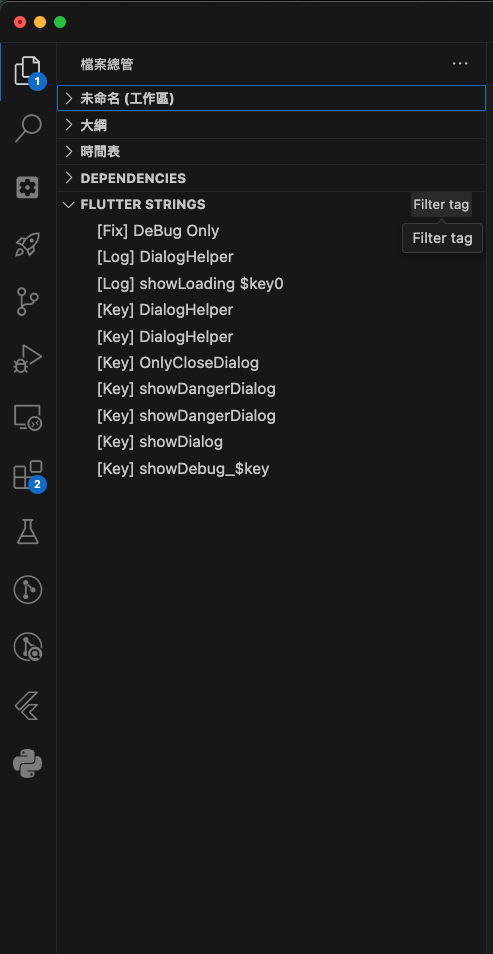 檔案總管
未命名 (工作區)
大綱
時間表
DEPENDENCIES
FLUTTER STRINGS Filter tag
Filter tag
[Fix] DeBug Only
[Log] DialogHelper
[Log] showLoading $key0
[Key] DialogHelper
[Key] DialogHelper
[Key] OnlyCloseDialog
[Key] showDangerDialog
[Key] showDangerDialog
[Key] showDialog
[Key] showDebug_$key
1
2